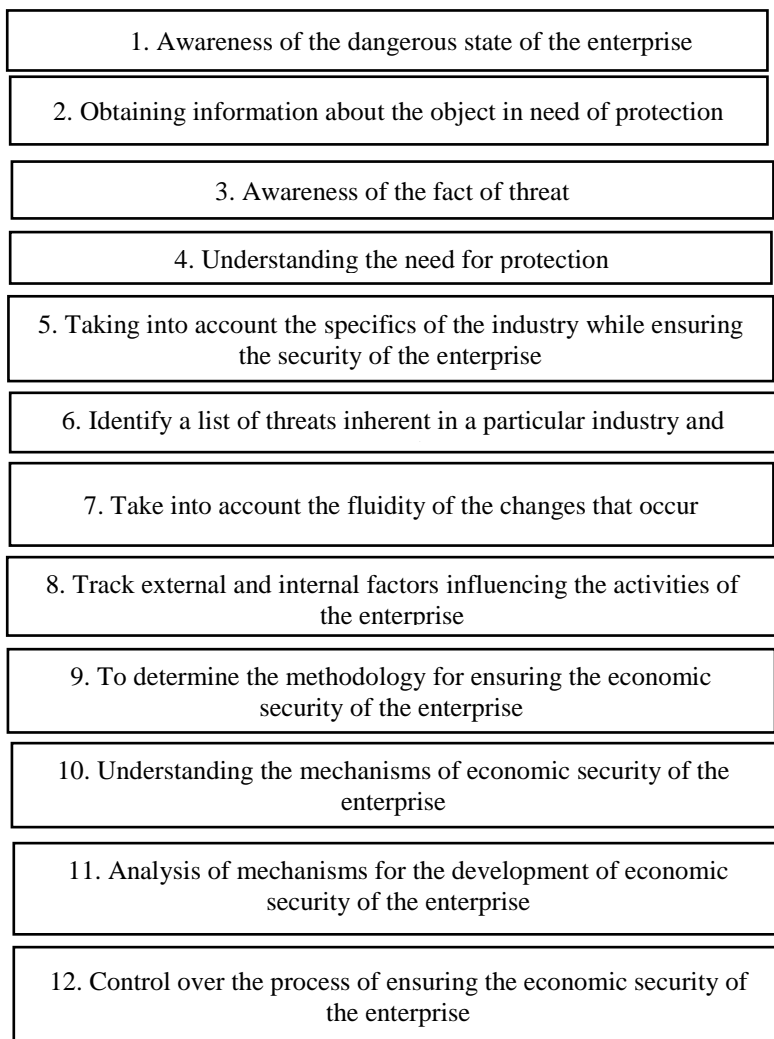 1. Awareness of the dangerous state of the enterprise
2. Obtaining information about the object in need of protection
3. Awareness of the fact of threat
4. Understanding the need for protection
5. Taking into account the specifics of the industry while ensuring
the security of the enterprise
6. Identify a list of threats inherent in a particular industry and
7. Take into account the fluidity of the changes that occur
8. Track external and internal factors influencing the activities of
the enterprise
9. To determine the methodology for ensuring the economic
security of the enterprise
10. Understanding the mechanisms of economic security of the
enterprise
11. Analysis of mechanisms for the development of economic
security of the enterprise
12. Control over the process of ensuring the economic security of
the enterprise